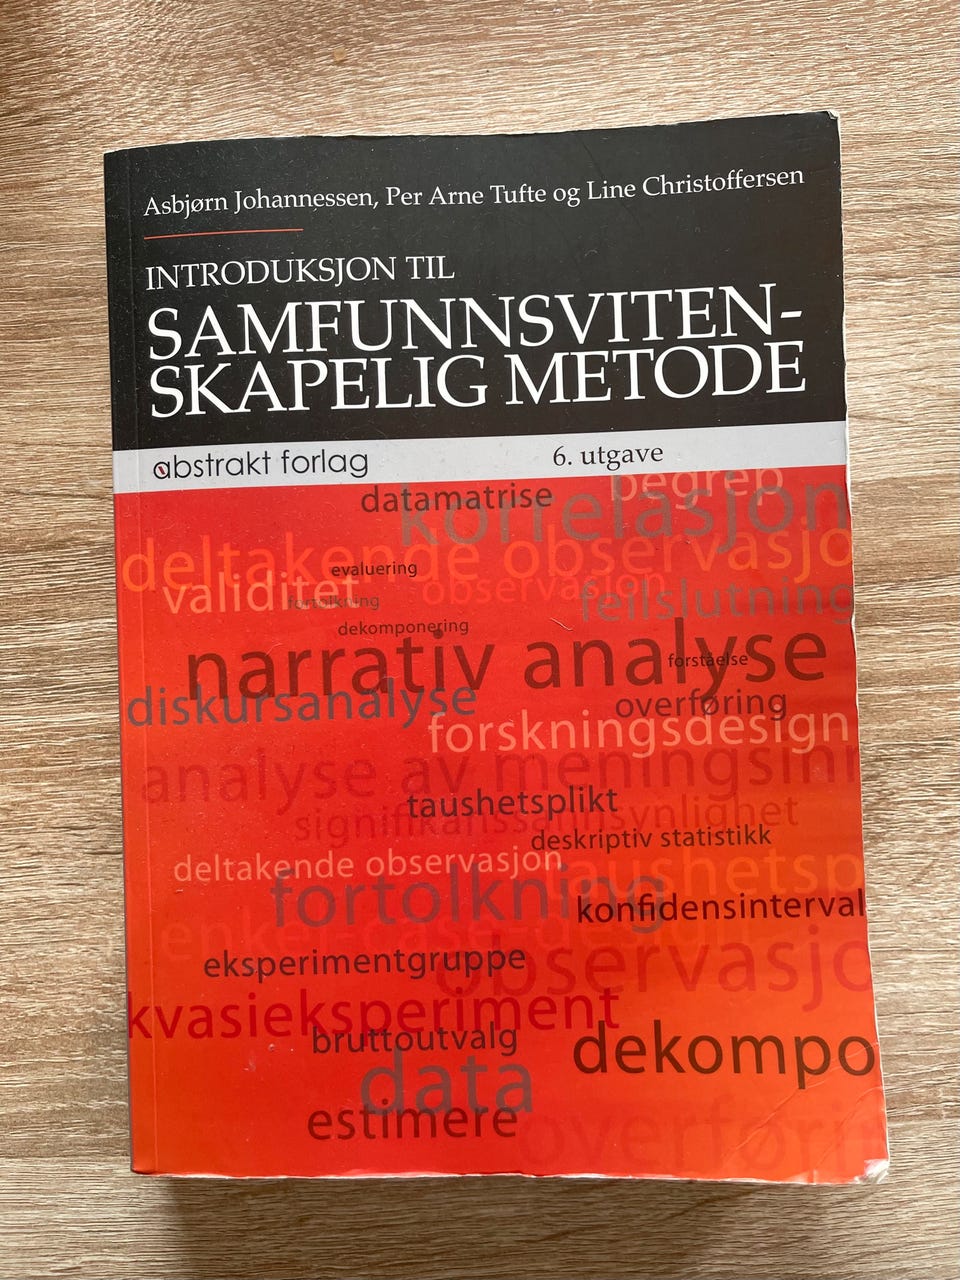 Asbjørn Johannessen, Per Arne Tufte og Line Christoffersen
INTRODUKSJON TIL
SAMFUNNSVITEN-
SKAPELIG METODE
abstrakt forlag 6. utgave
begrep
datamatrise
korrelasjon
deltakende observasjo
evaluering
observasjon
validitet
fortolkning
feilslutning
dekomponering
narrativ analyse
forståelse
diskursanalyse
overføring
forskningsdesign
analyse av meningsinn
taushetsplikt
signifikanssannsynlighet
deskriptiv statistikk
deltakende observasjon
taushetsp
fortolkning
konfidensinterval
enkel-case-design
observasjo
eksperimentgruppe
kvasieksperiment
bruttoutvalg
dekompo
data
estimere
overførin